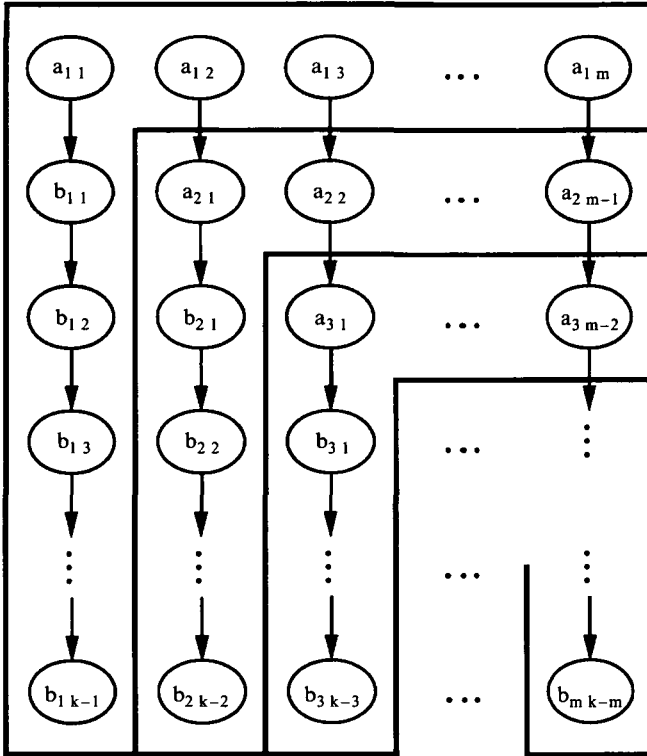 a1 1 a1 2 a1 3 ... a1 m
b1 1 a2 1 a2 2 ... a2 m−1
b1 2 b2 1 a3 1 ... a3 m−2
b1 3 b2 2 b3 1 ... ...
... ... ... ... ...
b1 k−1 b2 k−2 b3 k−3 ... bm k−m